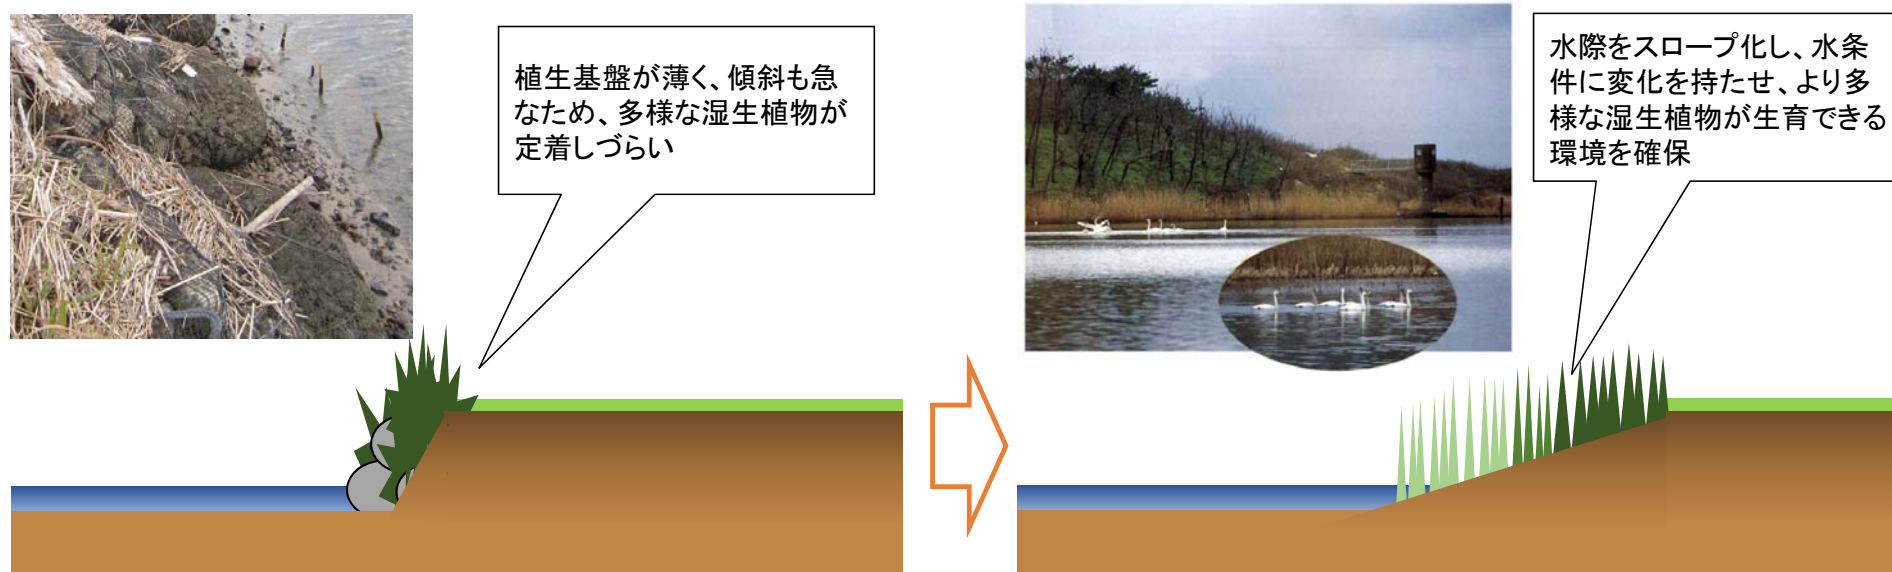 植生基盤が薄く、傾斜も急
なため、多様な湿生植物が
定着しづらい
水際をスロープ化し、水条
件に変化を持たせ、より多
様な湿生植物が生育できる
環境を確保